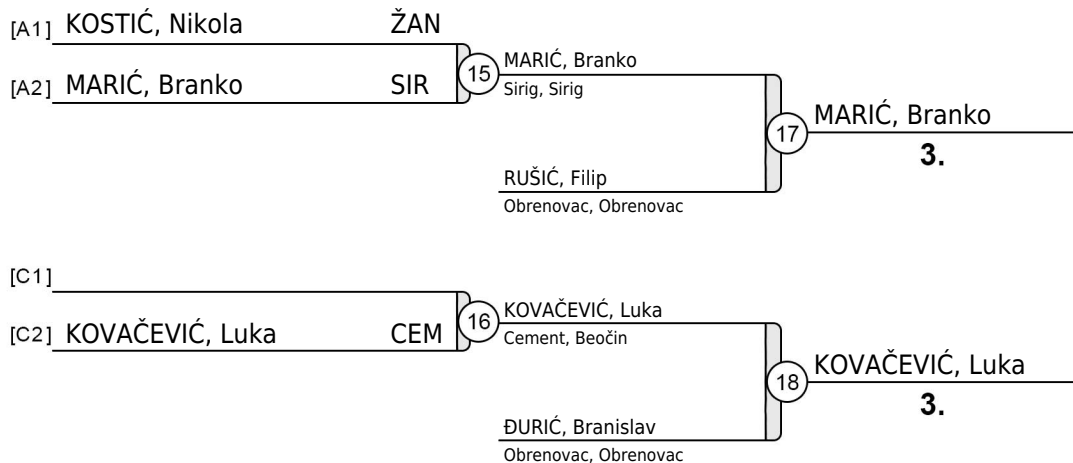 [A1] KOSTIĆ, Nikola ŽAN
[A2] MARIĆ, Branko SIR
15
MARIĆ, Branko
Sirig, Sirig
17
MARIĆ, Branko
3.
RUŠIĆ, Filip
Obrenovac, Obrenovac
[C1]
[C2] KOVAČEVIĆ, Luka CEM
16
KOVAČEVIĆ, Luka
Cement, Beočin
18
KOVAČEVIĆ, Luka
3.
ĐURIĆ, Branislav
Obrenovac, Obrenovac